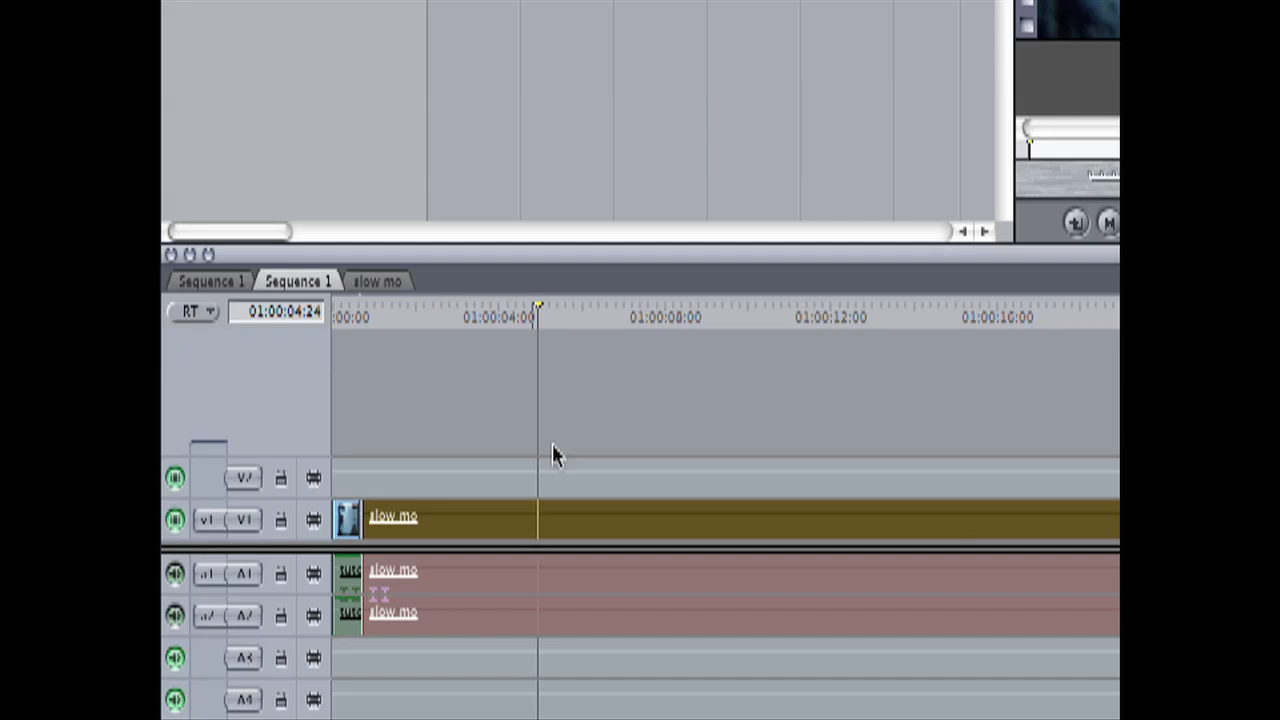 Sequence 1 Sequence 1 slow mo
RT 01:00:04:24 :00:00 01:00:04:00 01:00:08:00 01:00:12:00 01:00:16:00
V2
v1 V1 slow mo
a1 A1 slow mo
a2 A2 slow mo
A3
A4